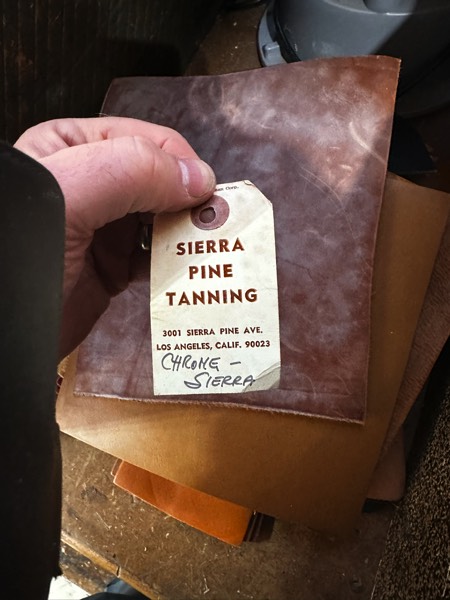 SIERRA
PINE
TANNING
3001 SIERRA PINE AVE.
LOS ANGELES, CALIF. 90023
CHROME —
SIERRA